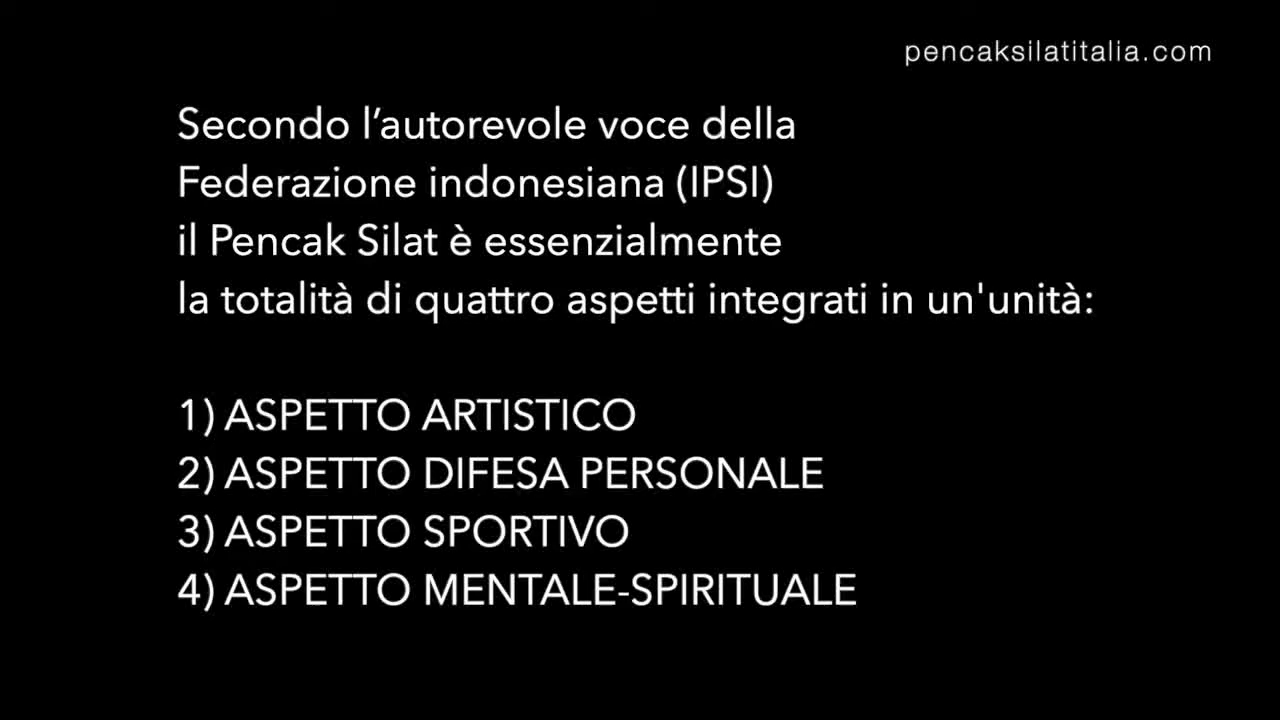 pencaksilatitalia.com
Secondo l’autorevole voce della
Federazione indonesiana (IPSI)
il Pencak Silat è essenzialmente
la totalità di quattro aspetti integrati in un'unità:
1) ASPETTO ARTISTICO
2) ASPETTO DIFESA PERSONALE
3) ASPETTO SPORTIVO
4) ASPETTO MENTALE-SPIRITUALE